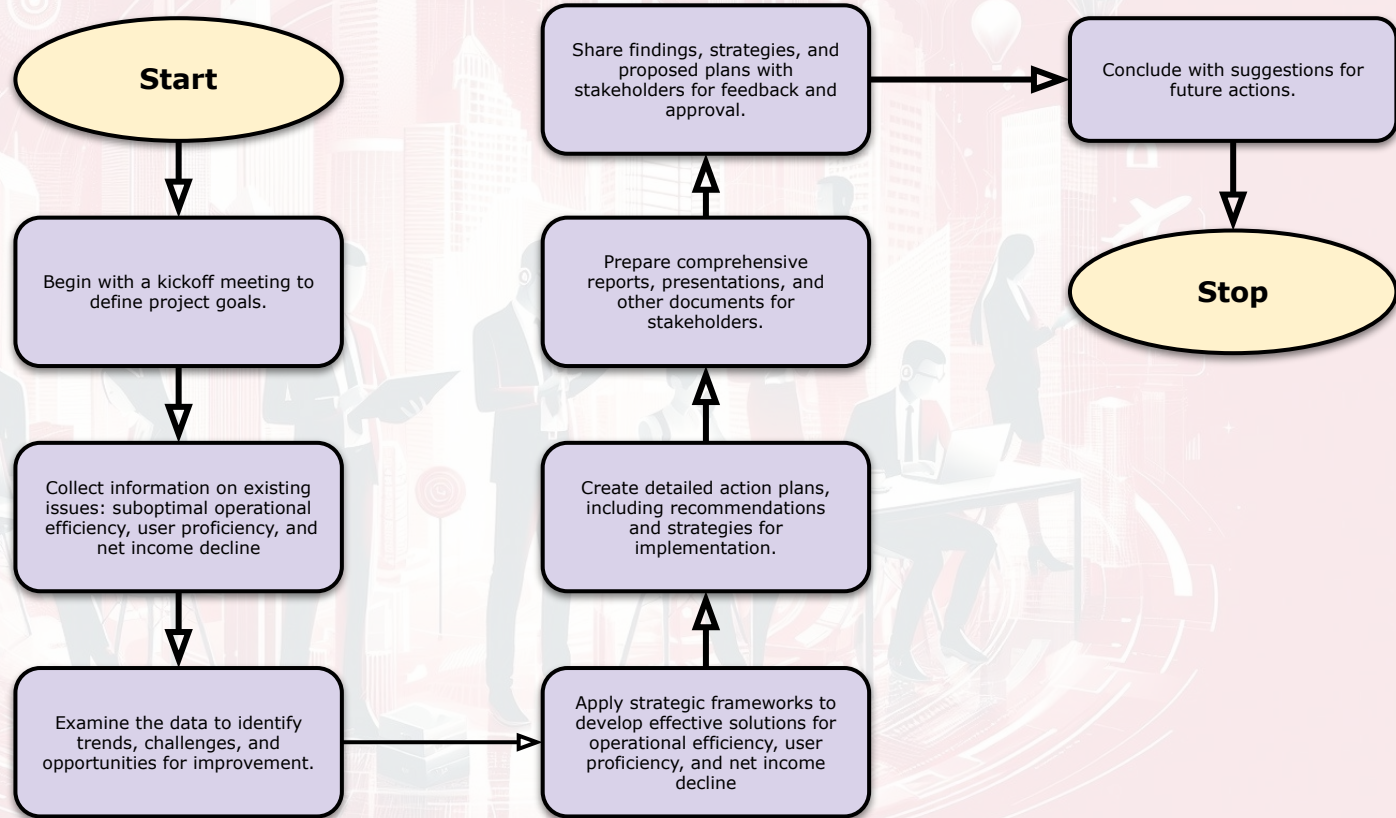 Start
Begin with a kickoff meeting to
define project goals.
Collect information on existing
issues: suboptimal operational
efficiency, user proficiency, and
net income decline
Examine the data to identify
trends, challenges, and
opportunities for improvement.
Apply strategic frameworks to
develop effective solutions for
operational efficiency, user
proficiency, and net income
decline
Create detailed action plans,
including recommendations
and strategies for
implementation.
Prepare comprehensive
reports, presentations, and
other documents for
stakeholders.
Share findings, strategies, and
proposed plans with
stakeholders for feedback and
approval.
Conclude with suggestions for
future actions.
Stop